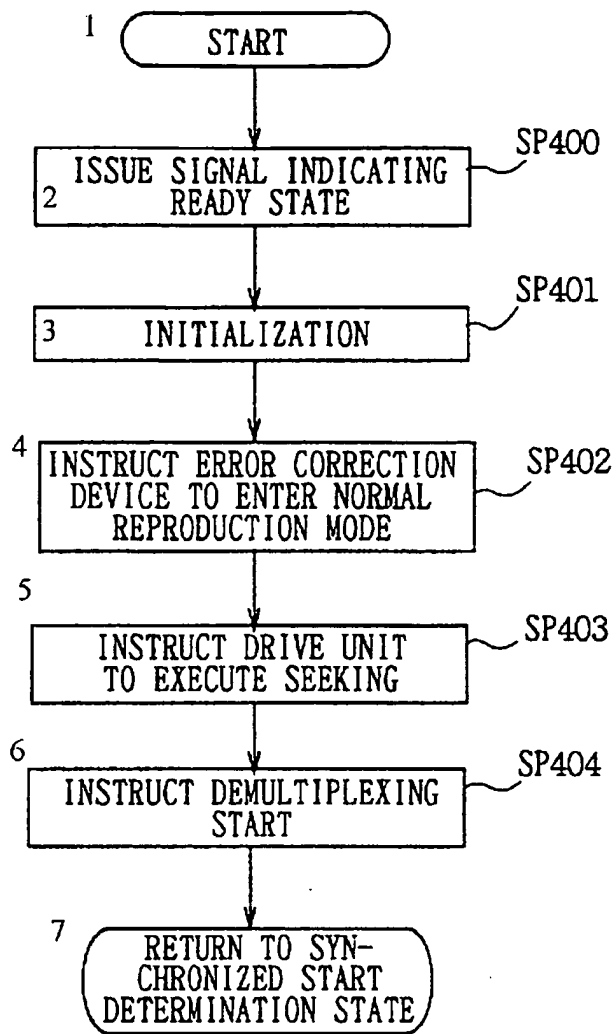 1
START
SP400
ISSUE SIGNAL INDICATING
2
READY STATE
SP401
3
INITIALIZATION
4
INSTRUCT ERROR CORRECTION
DEVICE TO ENTER NORMAL
REPRODUCTION MODE
SP402
5
INSTRUCT DRIVE UNIT
TO EXECUTE SEEKING
SP403
6
INSTRUCT DEMULTIPLEXING
START
SP404
7
RETURN TO SYN-
CHRONIZED START
DETERMINATION STATE